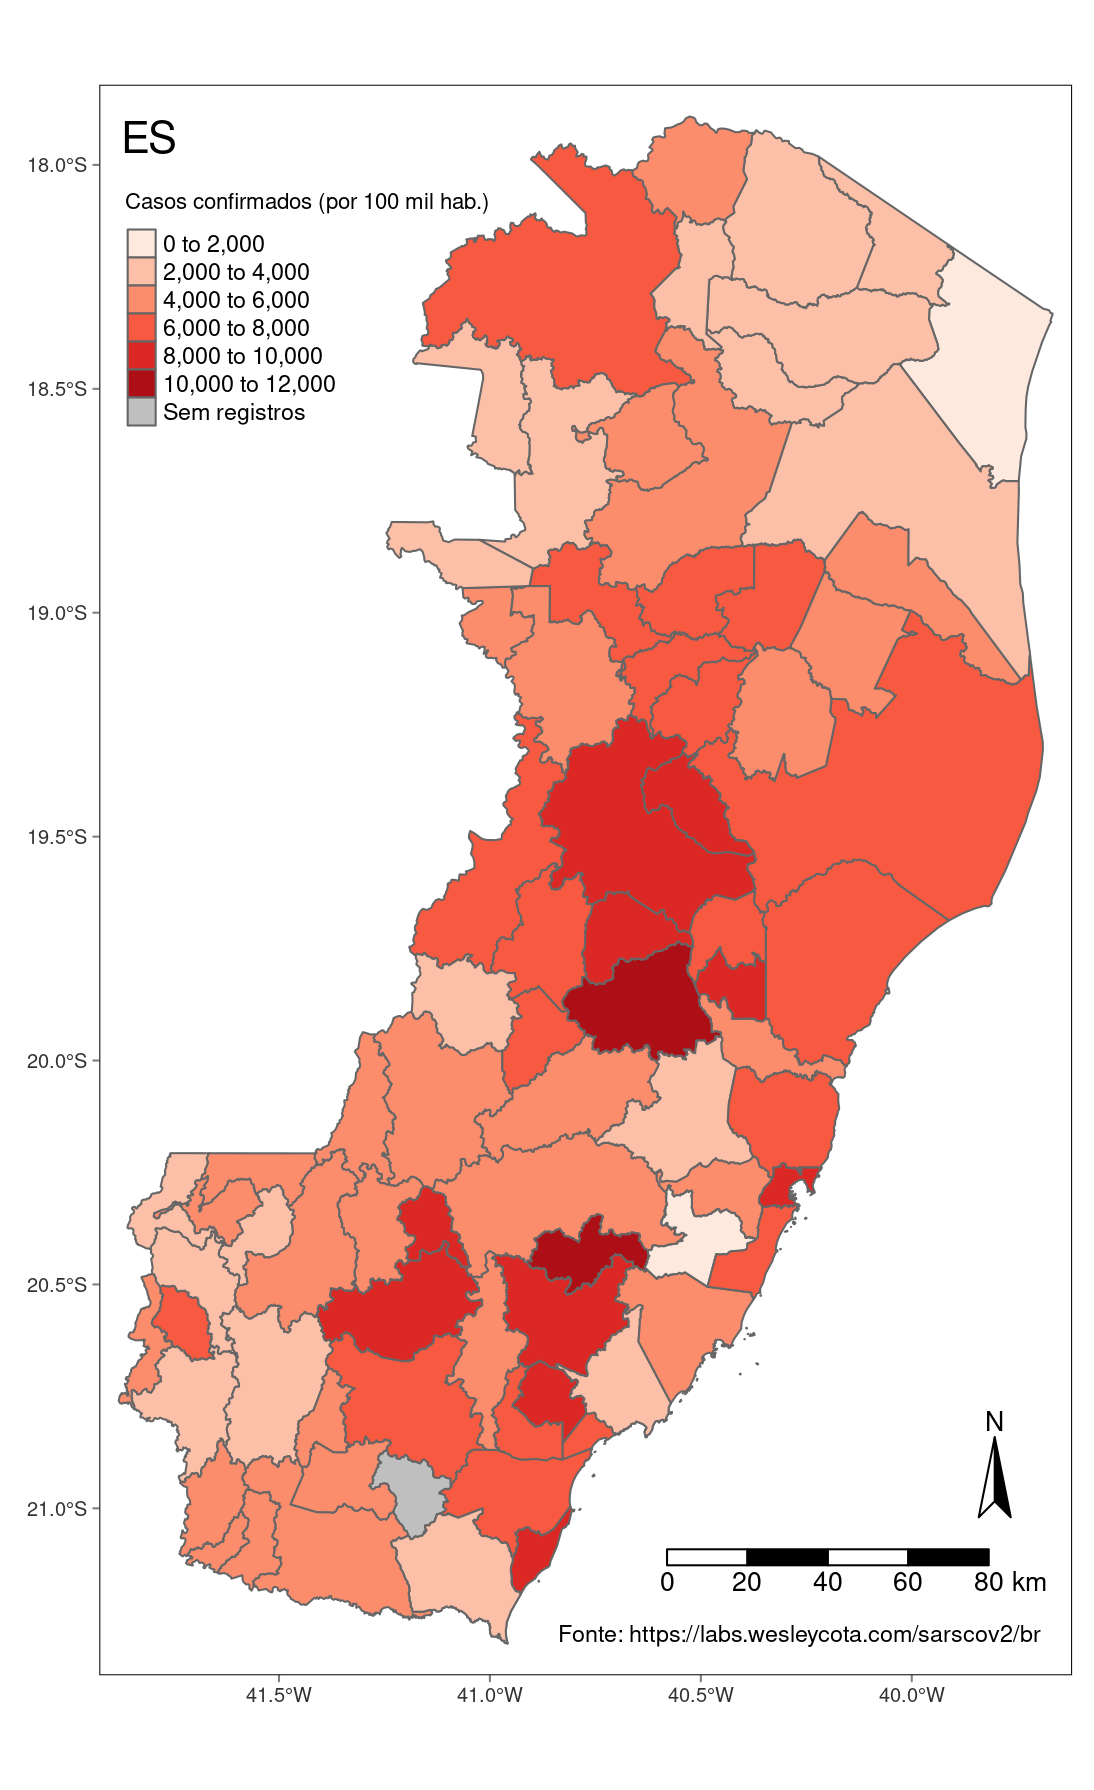 ES
Casos confirmados (por 100 mil hab.)
0 to 2,000
2,000 to 4,000
4,000 to 6,000
6,000 to 8,000
8,000 to 10,000
10,000 to 12,000
Sem registros
18.0°S
18.5°S
19.0°S
19.5°S
20.0°S
20.5°S
21.0°S
N
0 20 40 60 80 km
Fonte: https://labs.wesleycota.com/sarscov2/br
41.5°W 41.0°W 40.5°W 40.0°W